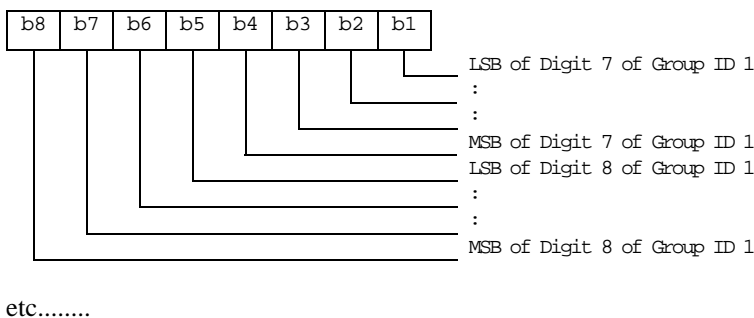 b8 b7 b6 b5 b4 b3 b2 b1
LSB of Digit 7 of Group ID 1
:
:
MSB of Digit 7 of Group ID 1
LSB of Digit 8 of Group ID 1
:
:
MSB of Digit 8 of Group ID 1
etc........